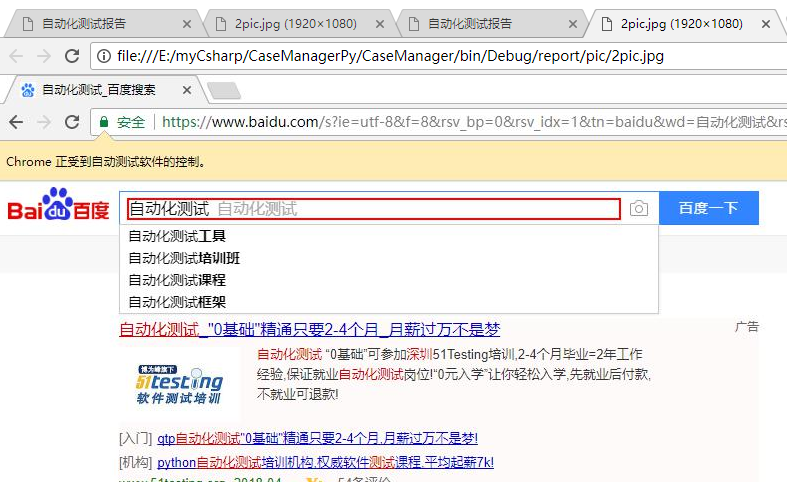 自动化测试报告
2pic.jpg (1920×1080)
自动化测试报告
2pic.jpg (1920×1080)
file:///E:/myCsharp/CaseManagerPy/CaseManager/bin/Debug/report/pic/2pic.jpg
自动化测试_百度搜索
安全 https://www.baidu.com/s?ie=utf-8&f=8&rsv_bp=0&rsv_idx=1&tn=baidu&wd=自动化测试&rs
Chrome 正受到自动测试软件的控制。
Baidu百度 自动化测试 自动化测试 百度一下
自动化测试工具
自动化测试培训班
自动化测试课程
自动化测试框架
自动化测试_"0基础"精通只要2-4个月_月薪过万不是梦 广告
博为峰旗下
51testing
软件测试培训
自动化测试 “0基础”可参加深圳51Testing培训,2-4个月毕业=2年工作
经验,保证就业自动化测试岗位!“0元入学”让你轻松入学,先就业后付款,
不就业可退款!
[入门] qtp自动化测试"0基础"精通只要2-4个月,月薪过万不是梦!
[机构] python自动化测试培训机构,权威软件测试课程,平均起薪7k!